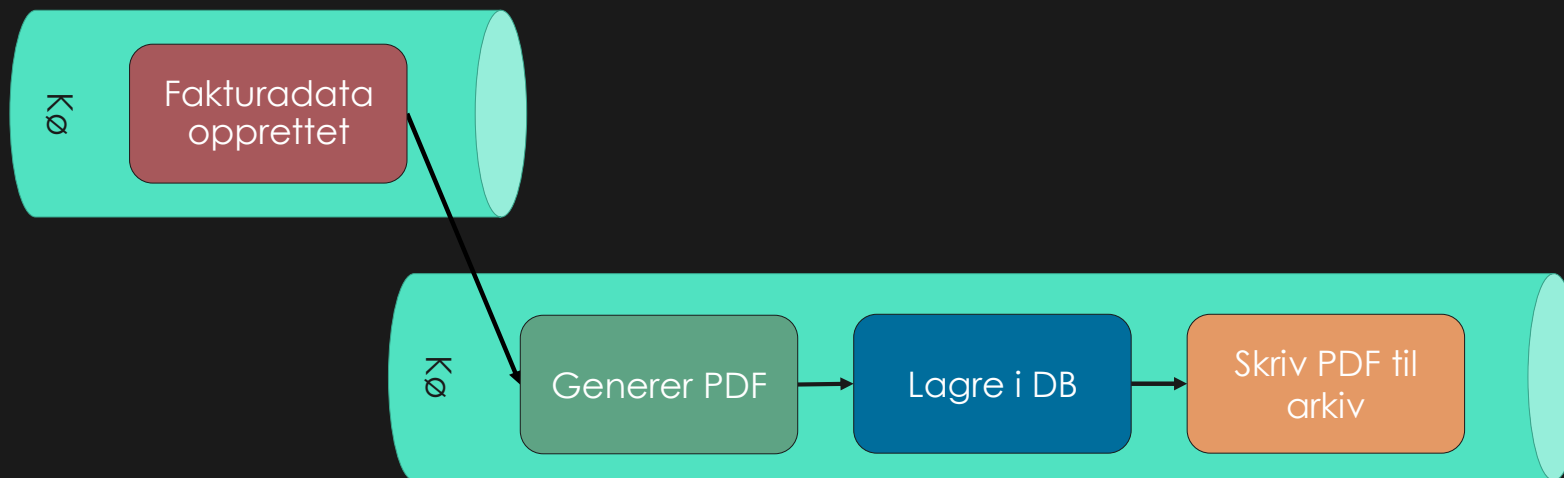 Kø
Fakturadata
opprettet
Kø
Generer PDF
Lagre i DB
Skriv PDF til
arkiv